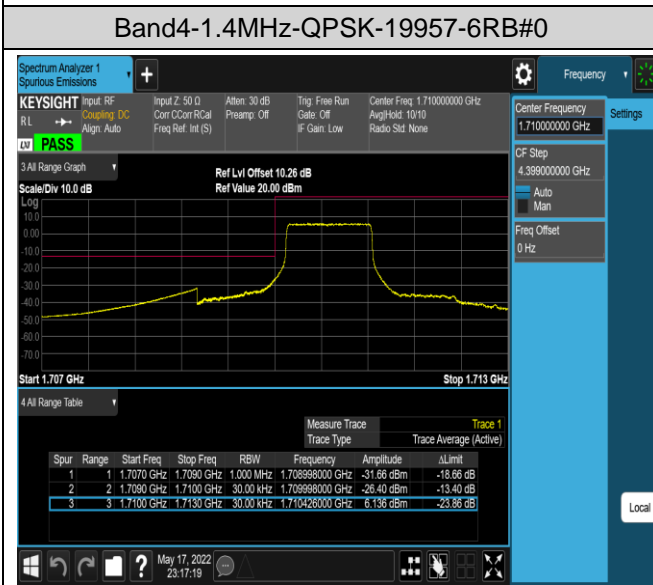 Band4-1.4MHz-QPSK-19957-6RB#0
Spectrum Analyzer 1
Spurious Emissions
+
Frequency
Settings
KEYSIGHT
RL
Input: RF
Coupling: DC
Align: Auto
Input Z: 50 Ω
Corr CCorr RCal
Freq Ref: Int (S)
Atten: 30 dB
Preamp: Off
Trig: Free Run
Gate: Off
IF Gain: Low
Center Freq: 1.710000000 GHz
Avg|Hold: 10/10
Radio Std: None
LXI PASS
Center Frequency
1.710000000 GHz
CF Step
4.399000000 GHz
Auto
Man
Freq Offset
0 Hz
3 All Range Graph
Scale/Div 10.0 dB
Ref Lvl Offset 10.26 dB
Ref Value 20.00 dBm
Log
10.0
0.00
-10.0
-20.0
-30.0
-40.0
-50.0
-60.0
-70.0
Start 1.707 GHz
Stop 1.713 GHz
4 All Range Table
Measure Trace Trace 1
Trace Type Trace Average (Active)
Spur Range Start Freq Stop Freq RBW Frequency Amplitude ΔLimit
1 1 1.7070 GHz 1.7090 GHz 1.000 MHz 1.708998000 GHz -31.66 dBm -18.66 dB
2 2 1.7090 GHz 1.7100 GHz 30.00 kHz 1.709998000 GHz -26.40 dBm -13.40 dB
3 3 1.7100 GHz 1.7130 GHz 30.00 kHz 1.710426000 GHz 6.136 dBm -23.86 dB
Local
?
May 17, 2022
23:17:19